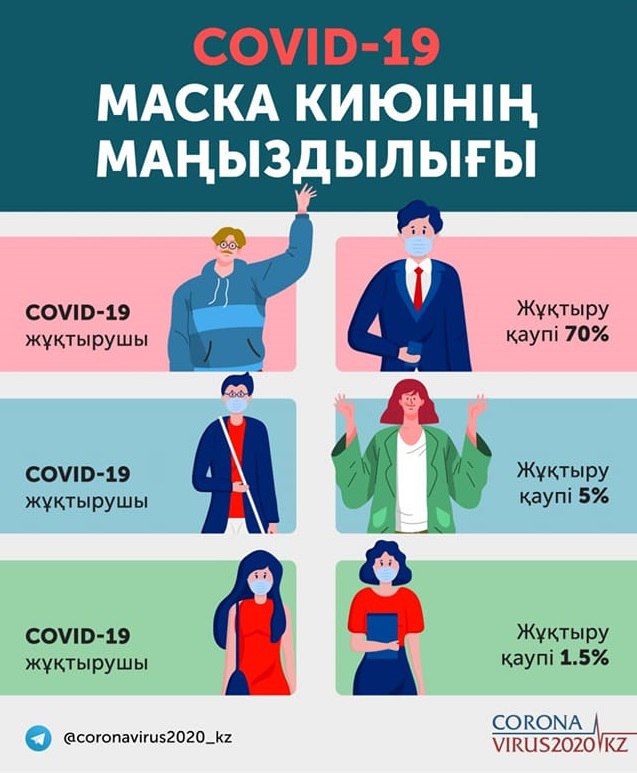 COVID-19
МАСКА КИЮІНІҢ
МАҢЫЗДЫЛЫҒЫ
COVID-19
жұқтырушы
Жұқтыру
қаупі 70%
COVID-19
жұқтырушы
Жұқтыру
қаупі 5%
COVID-19
жұқтырушы
Жұқтыру
қаупі 1.5%
@coronavirus2020_kz
CORONA
VIRUS2020 KZ